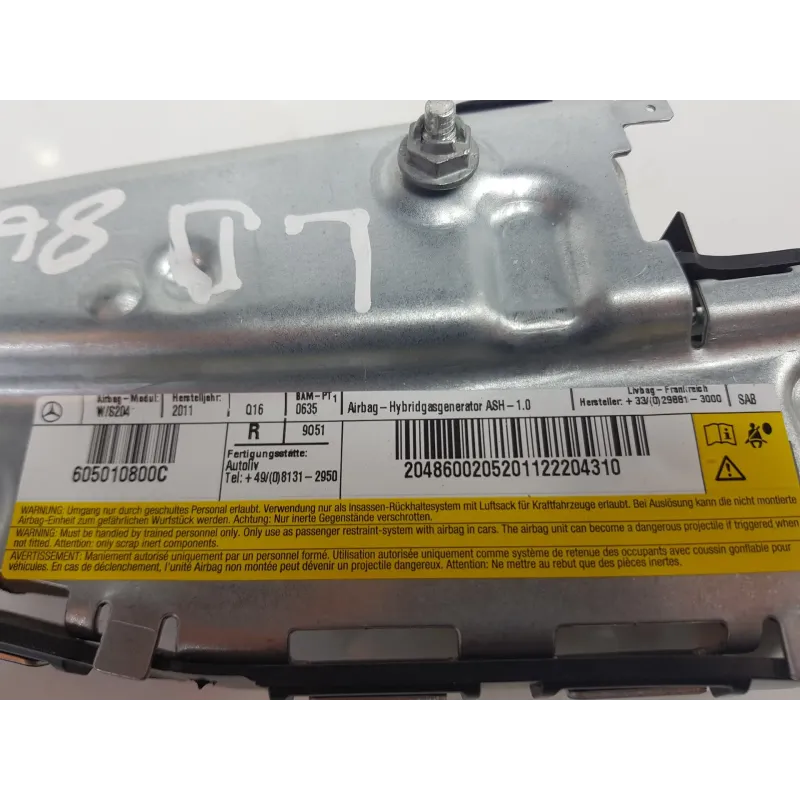 98 D7
Airbag-Modul: W/S204
Herstelljahr: 2011
Q16
BAM-PT1 0635
Airbag-Hybridgasgenerator ASH-1.0
Livbag-Frankreich
Hersteller: +33/(0)29881-3000
SAB
R
9051
605010800C
Fertigungsstätte:
Autoliv
Tel: +49/(0)8131-2950
2048600205201122204310
WARNUNG: Umgang nur durch geschultes Personal erlaubt. Verwendung nur als Insassen-Rückhaltesystem mit Luftsack für Kraftfahrzeuge erlaubt. Bei Auslösung kann die nicht montierte
Airbag-Einheit zum gefährlichen Wurfstück werden. Achtung: Nur inerte Gegenstände verschrotten.
WARNING: Must be handled by trained personnel only. Only use as passenger restraint-system with airbag in cars. The airbag unit can become a dangerous projectile if triggered when
not fitted. Attention: only scrap inert components.
AVERTISSEMENT: Maniement autorisé uniquement par un personnel formé. Utilisation autorisée uniquement comme système de retenue des occupants avec coussin gonflable pour
véhicules. En cas de déclenchement, l'unité Airbag non montée peut devenir un projectile dangereux. Attention: Ne mettre au rebut que des pièces inertes.